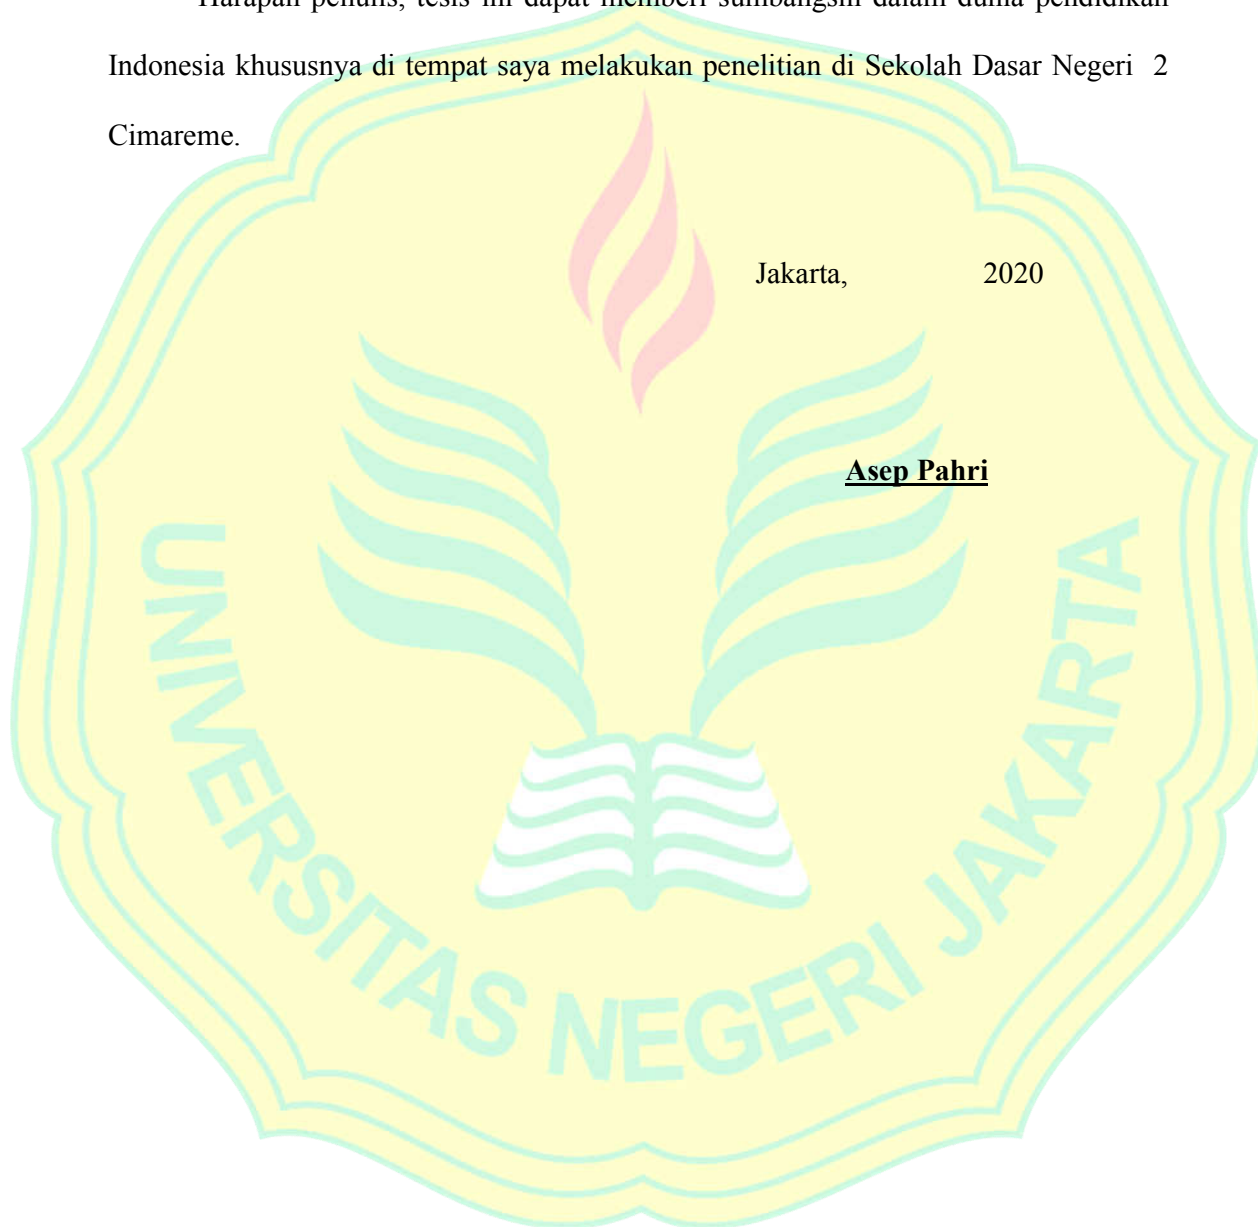 Harapan penulis, tesis ini dapat memberi sumbangsih dalam dunia pendidikan
Indonesia khususnya di tempat saya melakukan penelitian di Sekolah Dasar Negeri 2
Cimareme.
Jakarta, 2020
Asep Pahri
UNIVERSITAS NEGERI JAKARTA